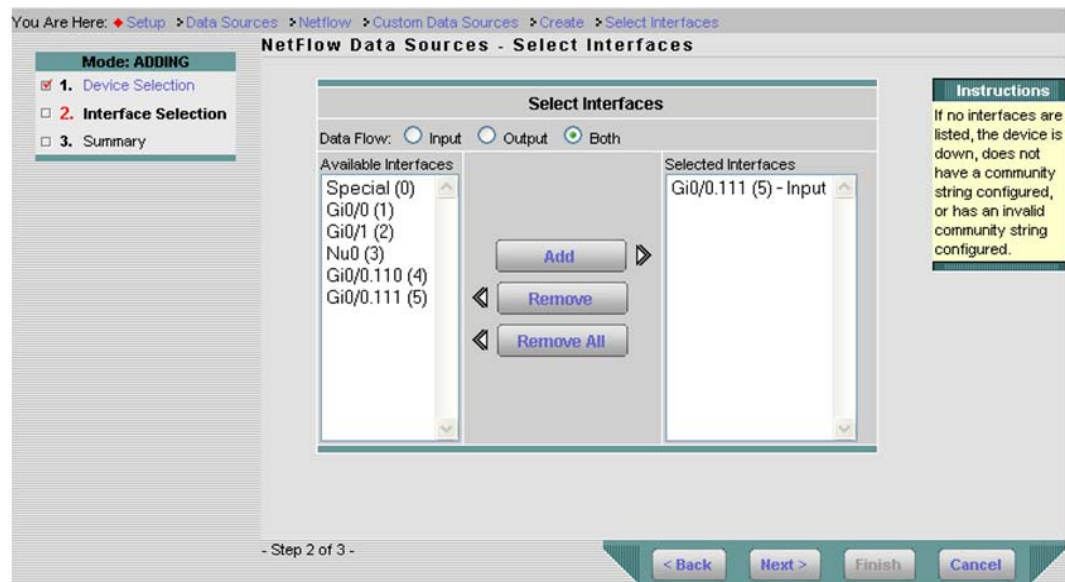 You Are Here: Setup > Data Sources > Netflow > Custom Data Sources > Create > Select Interfaces
NetFlow Data Sources - Select Interfaces
Mode: ADDING
1. Device Selection
2. Interface Selection
3. Summary
Select Interfaces
Data Flow: Input Output Both
Available Interfaces
Special (0)
Gi0/0 (1)
Gi0/1 (2)
Nu0 (3)
Gi0/0.110 (4)
Gi0/0.111 (5)
Add
Remove
Remove All
Selected Interfaces
Gi0/0.111 (5) - Input
Instructions
If no interfaces are
listed, the device is
down, does not
have a community
string configured,
or has an invalid
community string
configured.
- Step 2 of 3 -
< Back Next > Finish Cancel